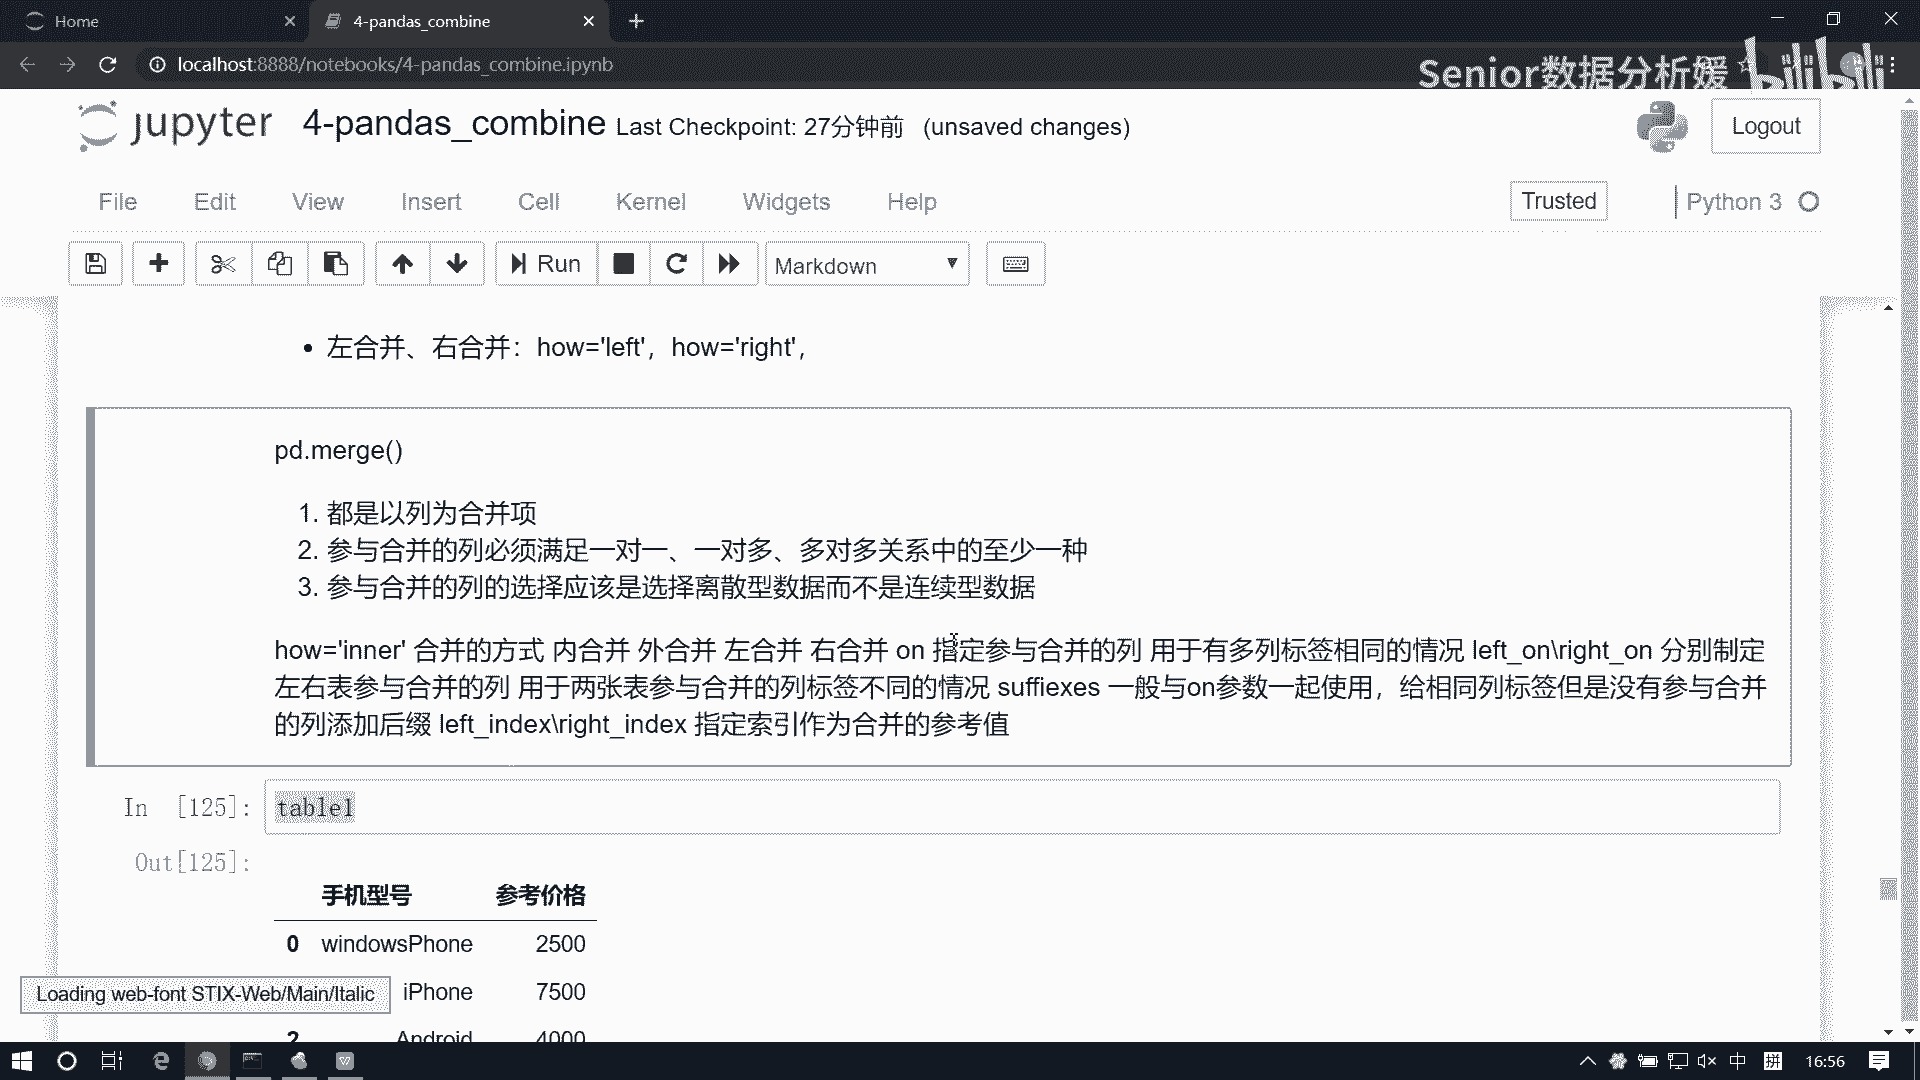 Home
4-pandas_combine
localhost:8888/notebooks/4-pandas_combine.ipynb
Senior数据分析媛 bilibili
jupyter 4-pandas_combine Last Checkpoint: 27分钟前 (unsaved changes)
Logout
File Edit View Insert Cell Kernel Widgets Help
Trusted
Python 3
Run
Markdown
左合并、右合并：how='left'，how='right'，
pd.merge()
1. 都是以列为合并项
2. 参与合并的列必须满足一对一、一对多、多对多关系中的至少一种
3. 参与合并的列的选择应该是选择离散型数据而不是连续型数据
how='inner' 合并的方式 内合并 外合并 左合并 右合并 on 指定参与合并的列 用于有多列标签相同的情况 left_on\right_on 分别制定
左右表参与合并的列 用于两张表参与合并的列标签不同的情况 suffiexes 一般与on参数一起使用，给相同列标签但是没有参与合并
的列添加后缀 left_index\right_index 指定索引作为合并的参考值
In [125]: table1
Out[125]:
手机型号 参考价格
0 windowsPhone 2500
iPhone 7500
2 Android 4000
Loading web-font STIX-Web/Main/Italic
中 拼 16:56